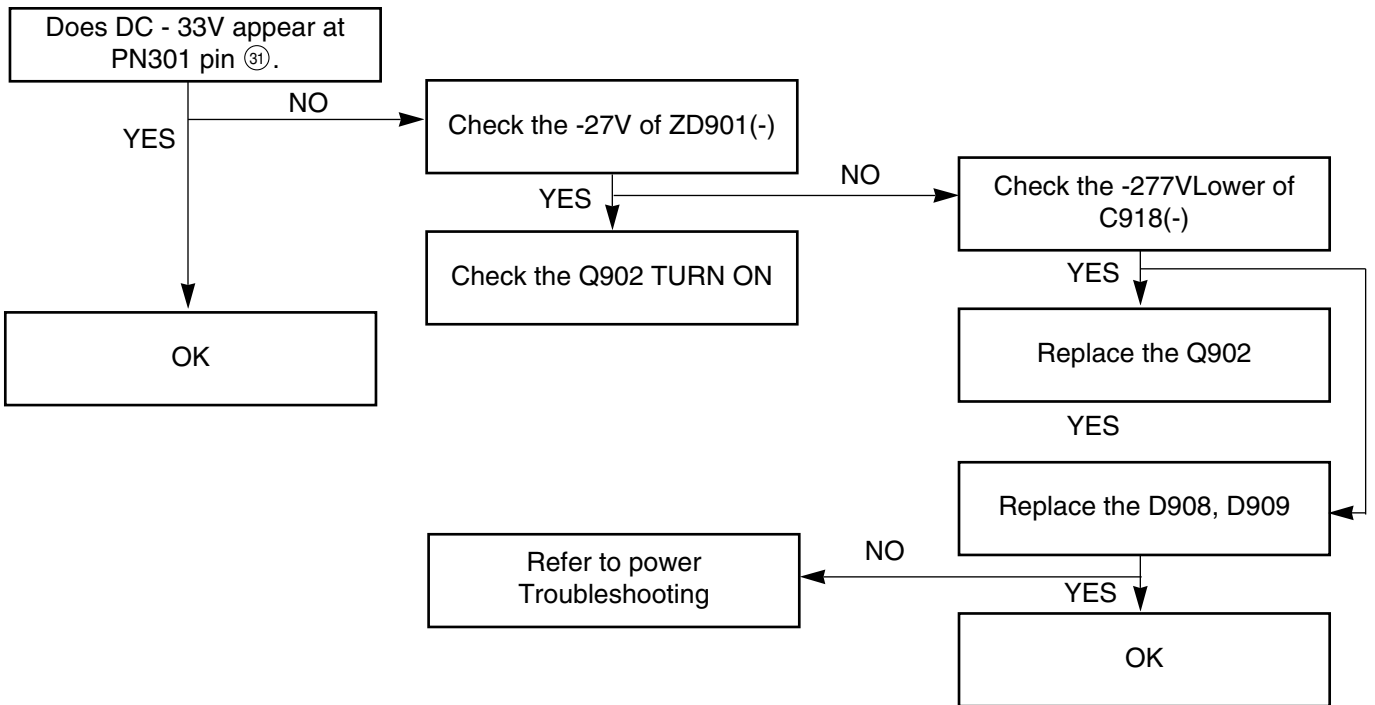 Does DC - 33V appear at
PN301 pin ㉛.
NO
YES
Check the -27V of ZD901(-)
NO
YES
Check the -277VLower of
C918(-)
Check the Q902 TURN ON
YES
OK
Replace the Q902
YES
Replace the D908, D909
Refer to power
Troubleshooting
NO
YES
OK